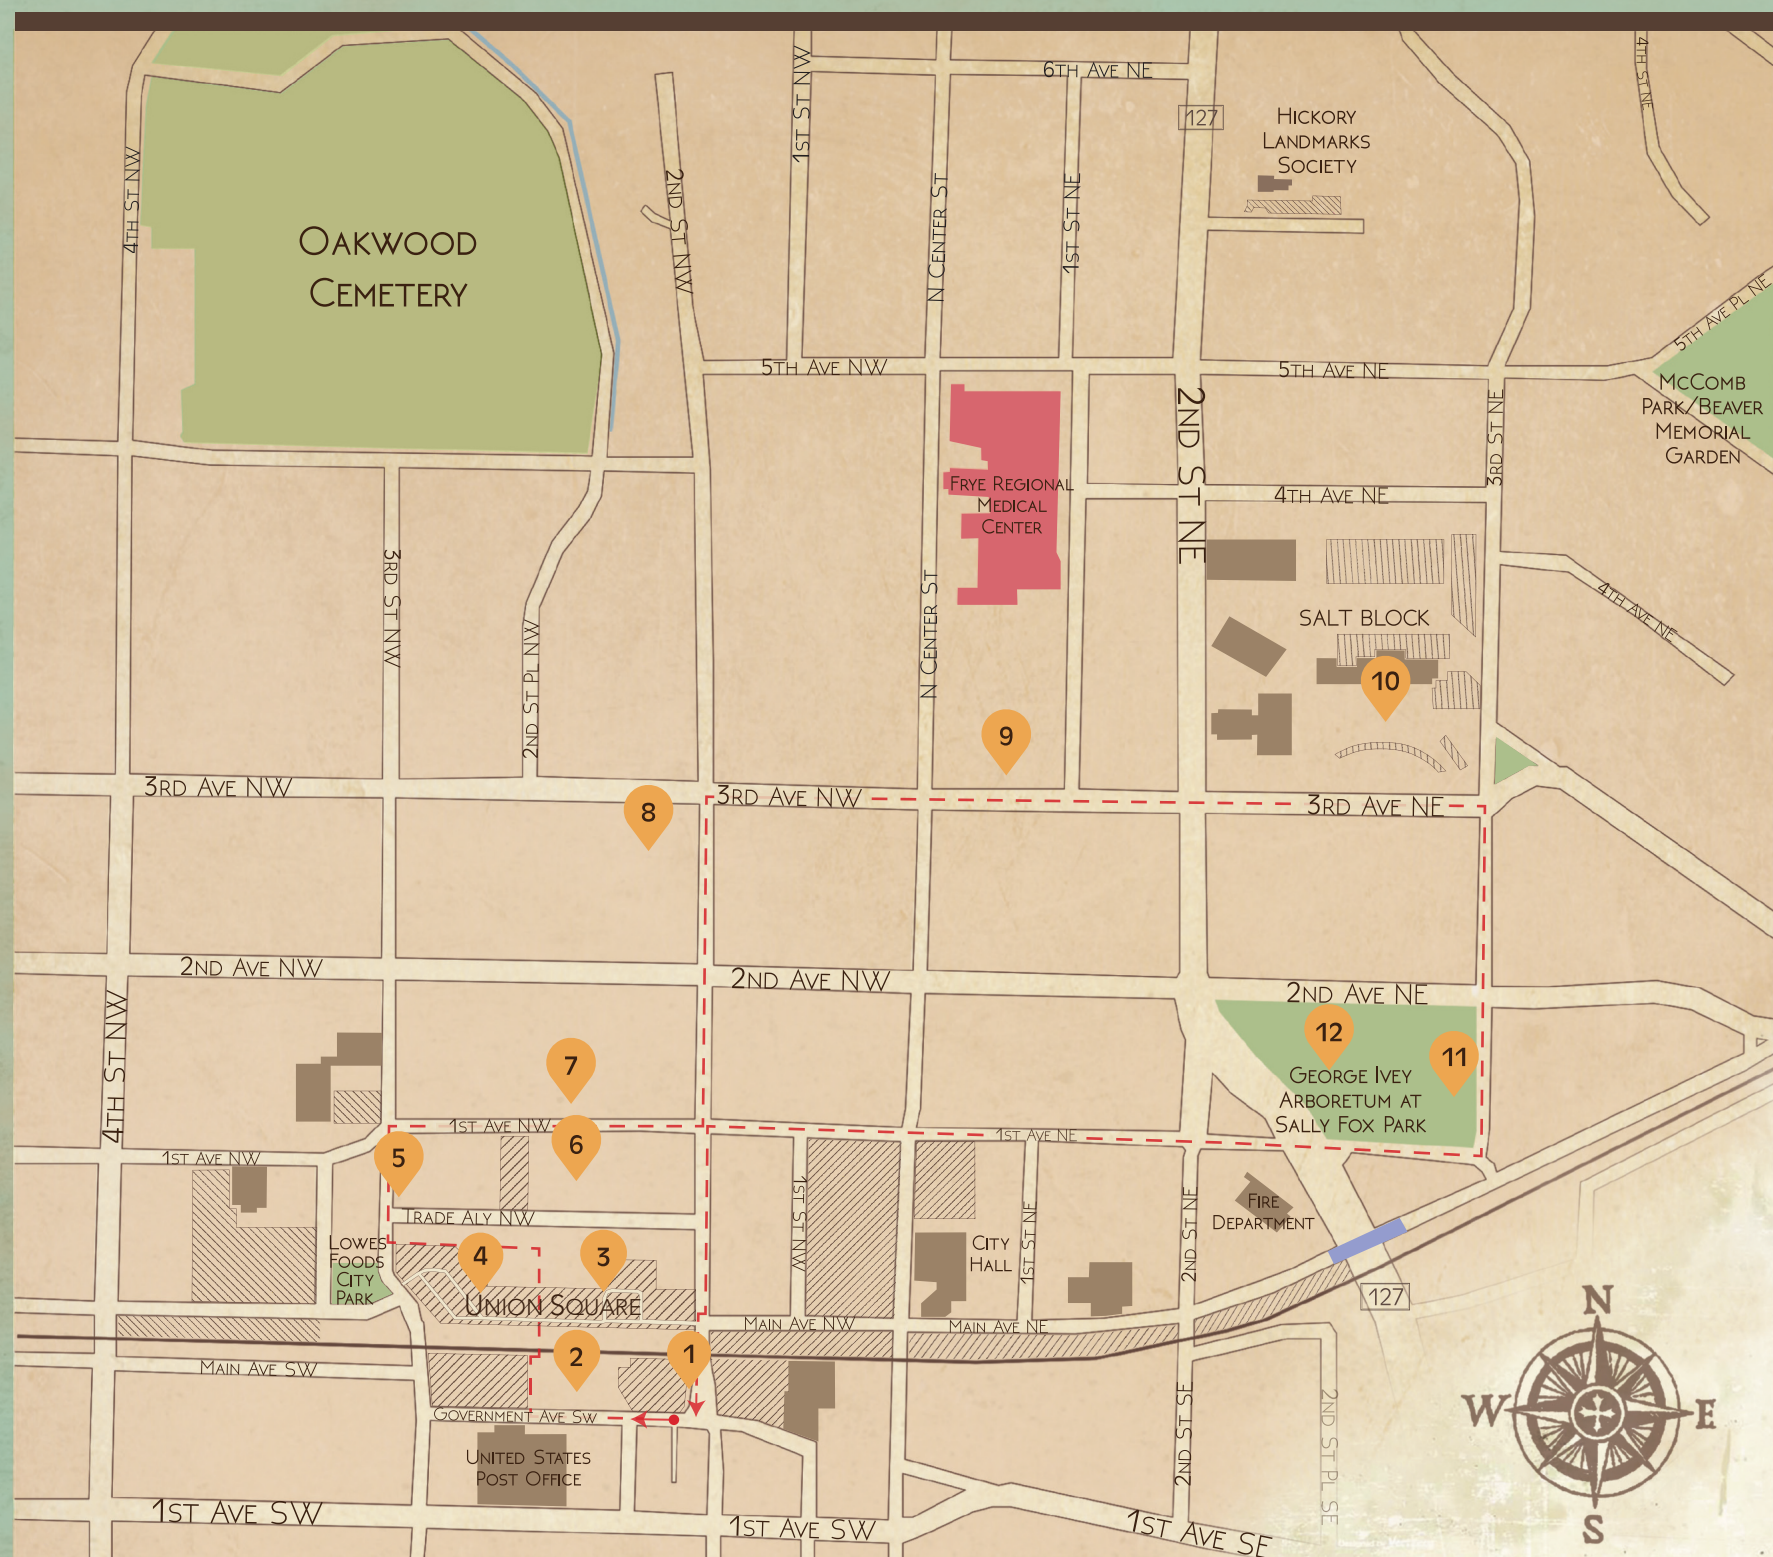 6TH AVE NE
4TH ST NE
1ST ST NW
127
HICKORY
LANDMARKS
SOCIETY
4TH ST NW
2ND ST NW
N CENTER ST
1ST ST NE
OAKWOOD
CEMETERY
5TH AVE PL NE
5TH AVE NW
5TH AVE NE
MCCOMB
PARK/BEAVER
MEMORIAL
GARDEN
2ND ST NE
3RD ST NE
FRYE REGIONAL
MEDICAL
CENTER
4TH AVE NE
3RD ST NW
N CENTER ST
4TH AVE NE
SALT BLOCK
2ND ST PL NW
10
9
3RD AVE NW
8
3RD AVE NW
3RD AVE NE
2ND AVE NW
2ND AVE NW
2ND AVE NE
4TH ST NW
12
11
7
GEORGE IVEY
ARBORETUM AT
SALLY FOX PARK
1ST AVE NW
6
1ST AVE NE
1ST AVE NW
5
1ST ST NW
1ST ST NE
2ND ST NE
FIRE
DEPARTMENT
TRADE ALY NW
LOWES
FOODS
CITY
PARK
4
3
CITY
HALL
UNION SQUARE
127
MAIN AVE NW
MAIN AVE NE
2
1
MAIN AVE SW
GOVERNMENT AVE SW
2ND ST SE
2ND ST PL SE
UNITED STATES
POST OFFICE
1ST AVE SW
1ST AVE SW
1ST AVE SE
N
W
E
S